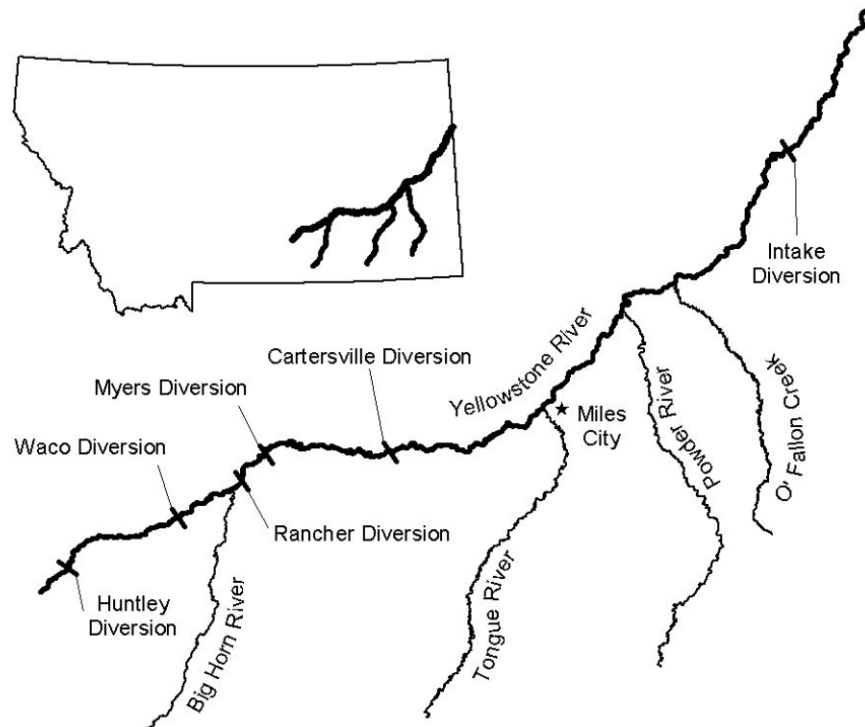 Intake
Diversion
Yellowstone River
Cartersville Diversion
Myers Diversion
Waco Diversion
Miles
City
Powder River
O' Fallon Creek
Rancher Diversion
Huntley
Diversion
Big Horn River
Tongue River